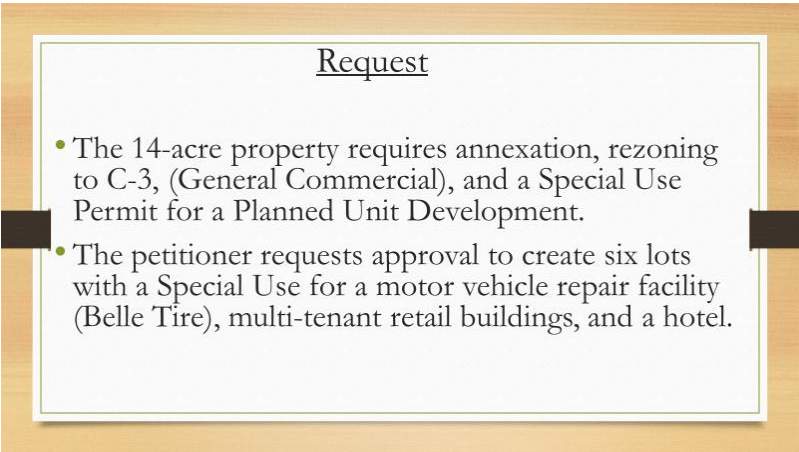 Request
• The 14-acre property requires annexation, rezoning
to C-3, (General Commercial), and a Special Use
Permit for a Planned Unit Development.
• The petitioner requests approval to create six lots
with a Special Use for a motor vehicle repair facility
(Belle Tire), multi-tenant retail buildings, and a hotel.